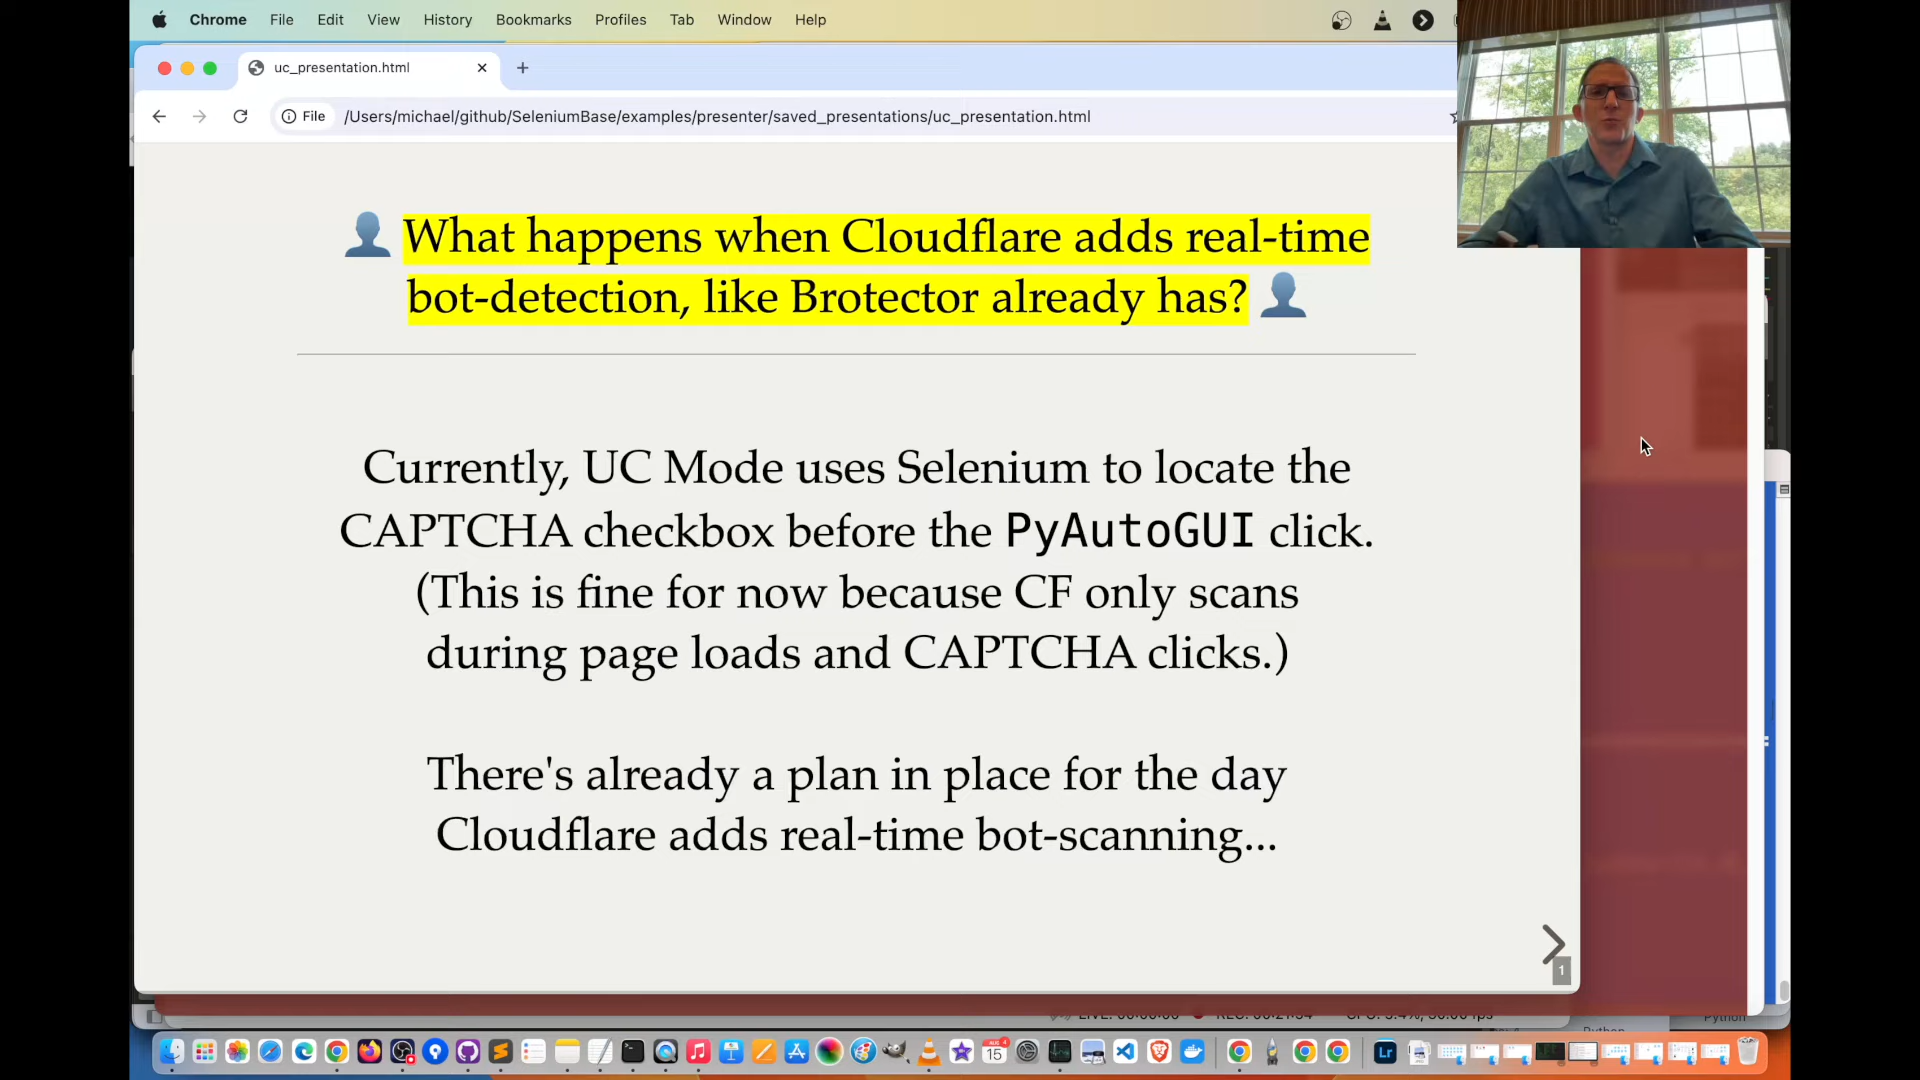 Chrome File Edit View History Bookmarks Profiles Tab Window Help
uc_presentation.html
File /Users/michael/github/SeleniumBase/examples/presenter/saved_presentations/uc_presentation.html
What happens when Cloudflare adds real-time
bot-detection, like Brotector already has?
Currently, UC Mode uses Selenium to locate the
CAPTCHA checkbox before the PyAutoGUI click.
(This is fine for now because CF only scans
during page loads and CAPTCHA clicks.)
There's already a plan in place for the day
Cloudflare adds real-time bot-scanning...
1
Python
Python
15
Lr